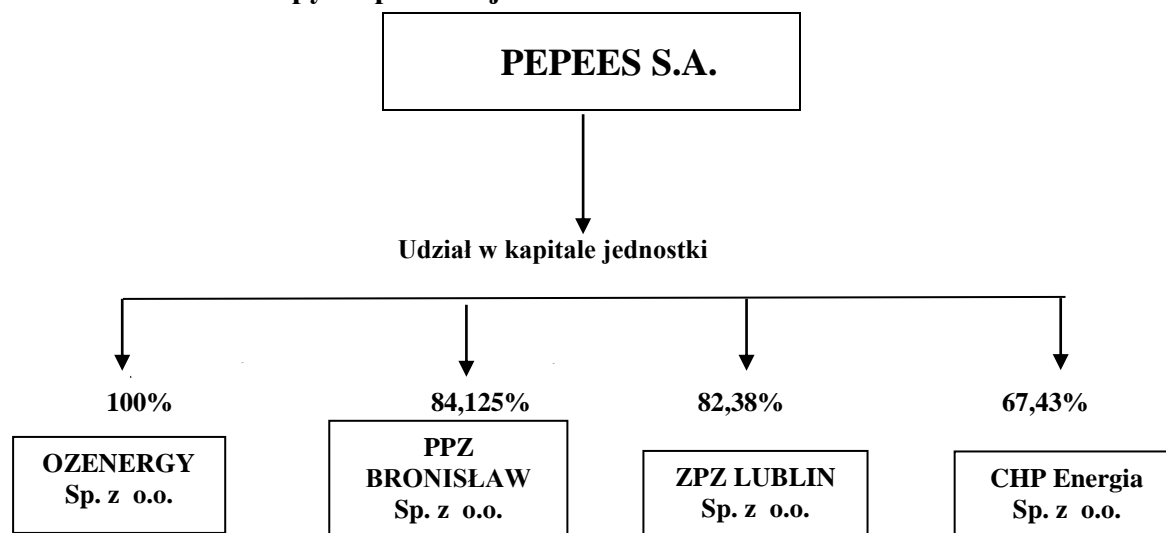 PEPEES S.A.
Udział w kapitale jednostki
100%
84,125%
82,38%
67,43%
OZENERGY
Sp. z o.o.
PPZ
BRONISŁAW
Sp. z o.o.
ZPZ LUBLIN
Sp. z o.o.
CHP Energia
Sp. z o.o.